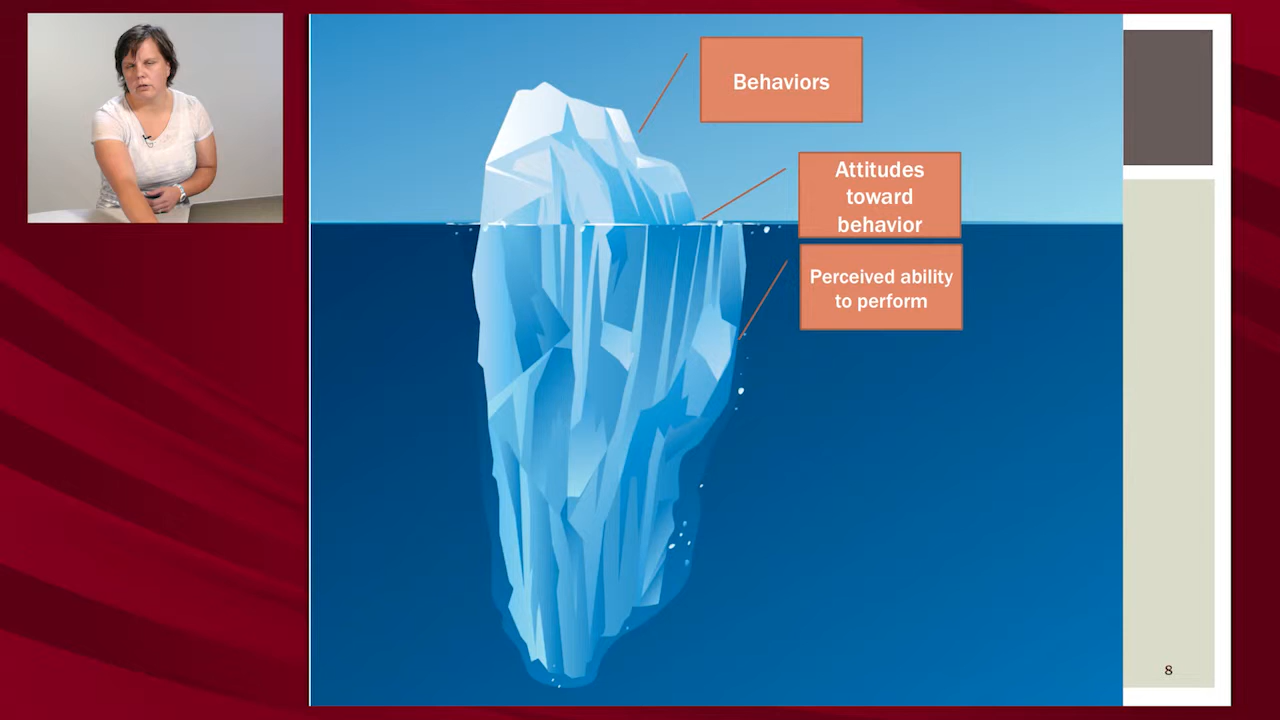 Behaviors
Attitudes
toward
behavior
Perceived ability
to perform
8